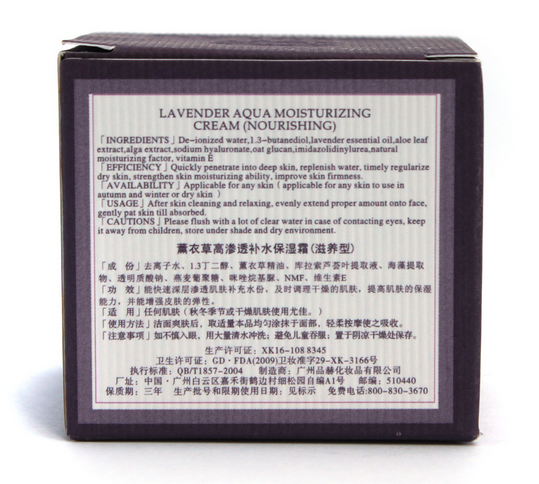 LAVENDER AQUA MOISTURIZING
CREAM (NOURISHING)
「INGREDIENTS」De-ionized water,1.3-butanediol,lavender essential oil,aloe leaf
extract,alga extract,sodium hyaluronate,oat glucan,imidazolidinylurea,natural
moisturizing factor, vitamin E
「EFFICIENCY」Quickly penetrate into deep skin, replenish water, timely regularize
dry skin, strengthen skin moisturizing ability, improve skin firmness.
「AVAILABILITY」Applicable for any skin ( applicable for any skin to use in
autumn and winter or dry skin )
「USAGE」After skin cleaning and relaxing, evenly extend proper amount onto face,
gently pat skin till absorbed.
「CAUTIONS」Please flush with a lot of clear water in case of contacting eyes, keep
it away from children, store under shade and dry environment.
薰衣草高渗透补水保湿霜(滋养型)
「成 份」去离子水、1.3丁二醇、薰衣草精油、库拉索芦荟叶提取液、海藻提取
物、透明质酸钠、燕麦葡聚糖、咪唑烷基脲、NMF、维生素E
「功 效」能快速深层渗透肌肤补充水份、及时调理干燥的肌肤，提高肌肤的保湿
能力，并能增强皮肤的弹性。
「适 用」任何肌肤（秋冬季节或干燥肌肤使用尤佳。）
「使用方法」洁面爽肤后，取适量本品均匀涂抹于面部，轻柔按摩使之吸收。
「注意事项」如不慎入眼，用大量清水冲洗；避免儿童吞服；置于阴凉干燥处保存。
生产许可证：XK16-108 8345
卫生许可证：GD・FDA(2009)卫妆准字29-XK-3166号
执行标准：QB/T1857-2004 制造商：广州品赫化妆品有限公司
厂址：中国・广州白云区嘉禾街鹤边村细松园自编A1号 邮编：510440
保质期：三年 生产批号和限期使用日期：见标示 免费电话:800-830-3670